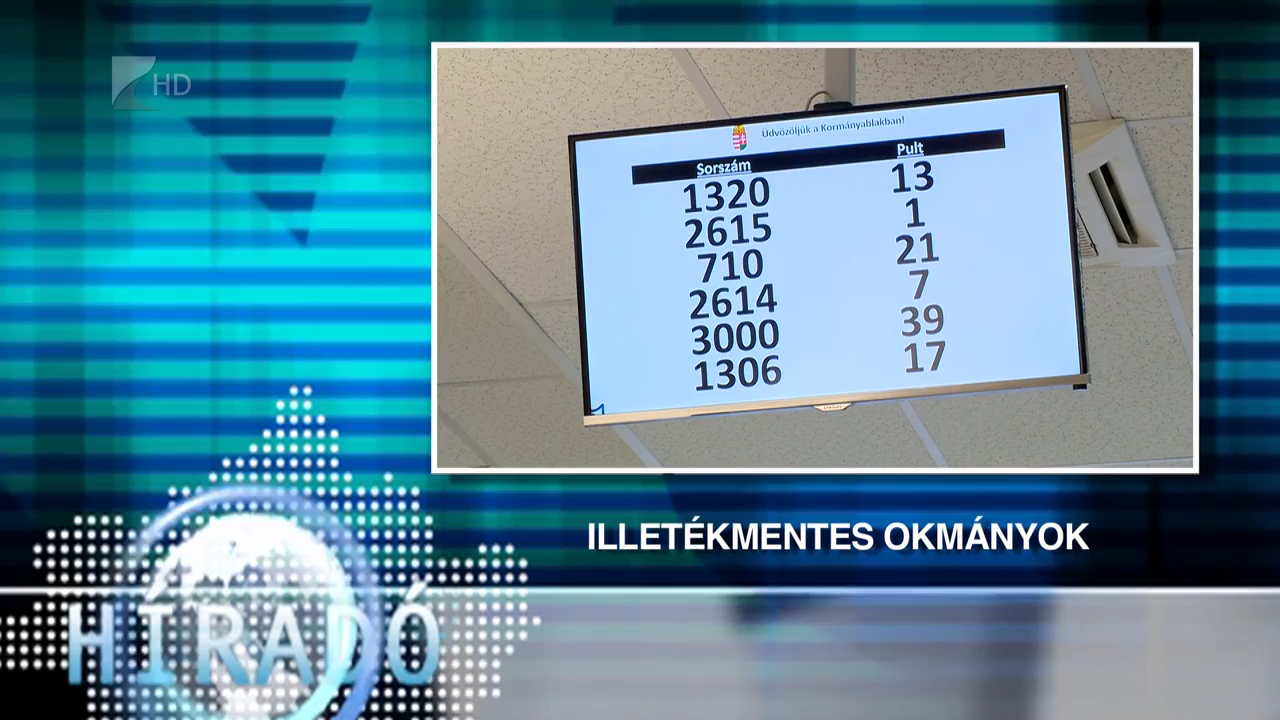 HD
Üdvözöljük a Kormányablakban!
Sorszám Pult
1320 13
2615 1
710 21
2614 7
3000 39
1306 17
ILLETÉKMENTES OKMÁNYOK
HÍRADÓ